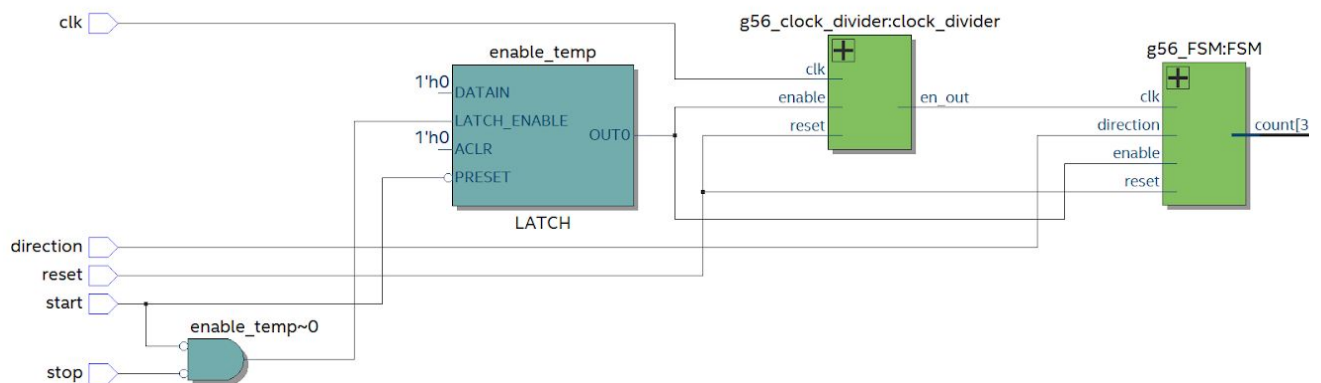 clk
g56_clock_divider:clock_divider
enable_temp
g56_FSM:FSM
1'h0
DATAIN
LATCH_ENABLE
1'h0
ACLR
PRESET
OUT0
LATCH
clk
enable
reset
en_out
clk
direction
enable
reset
count[3
direction
reset
start
enable_temp~0
stop